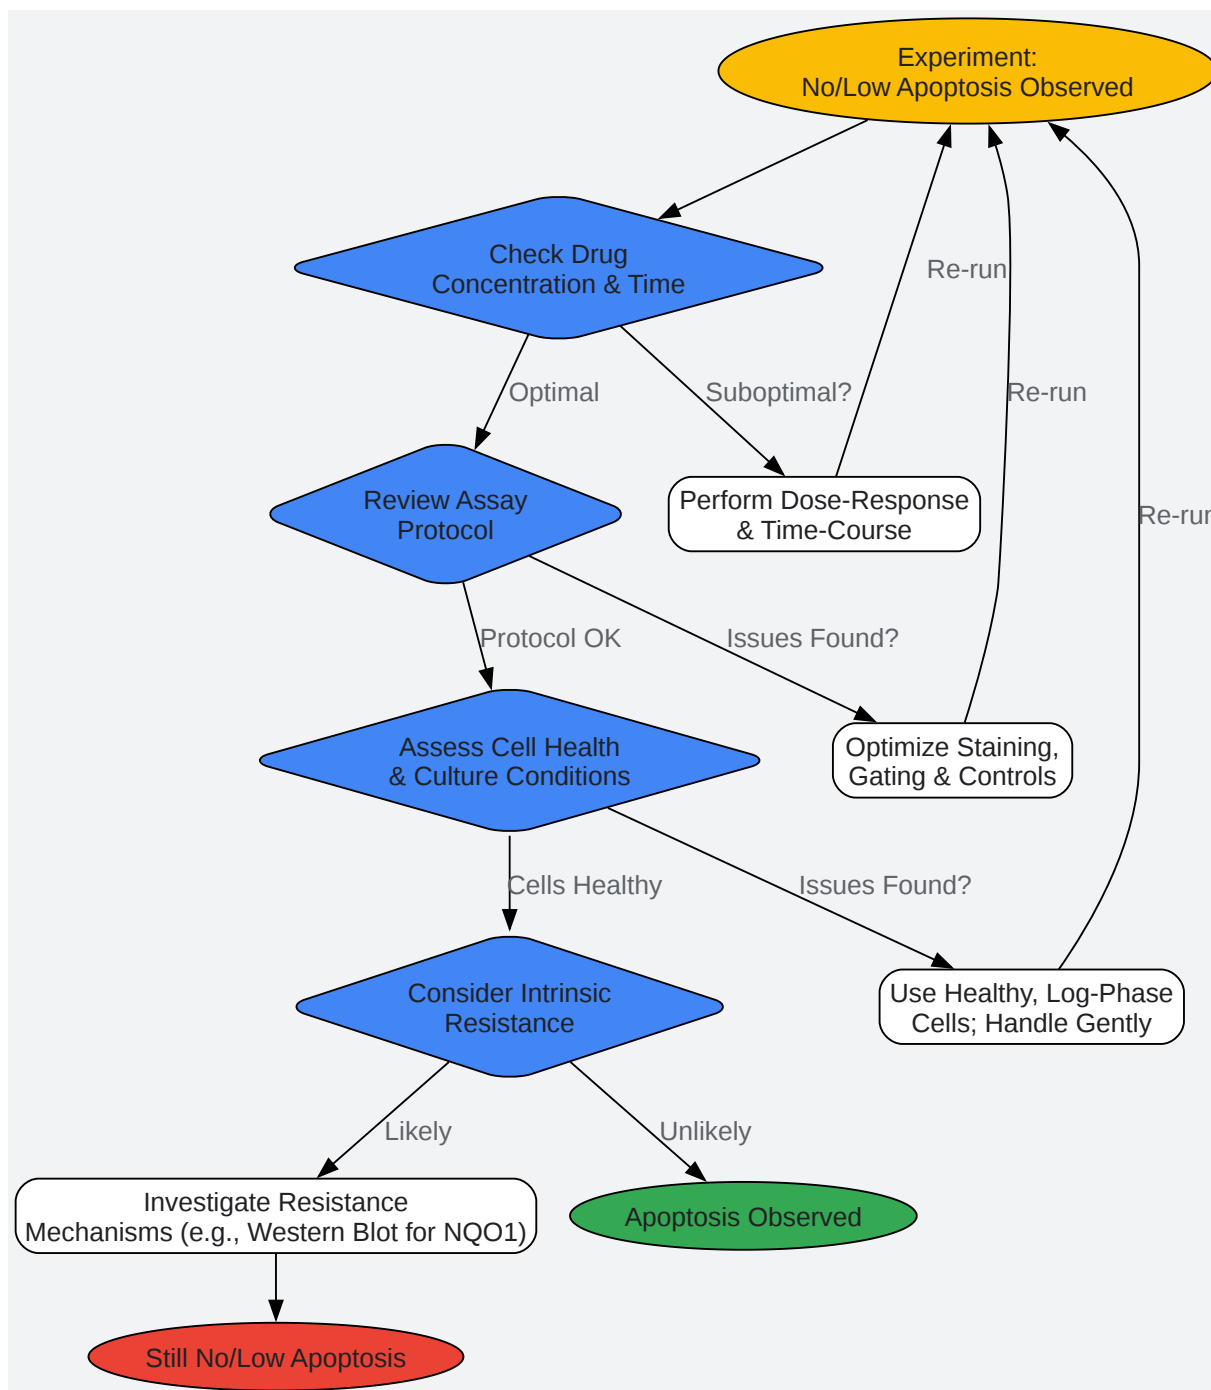 Experiment:
No/Low Apoptosis Observed
Check Drug
Concentration & Time
Re-run
Optimal
Suboptimal?
Re-run
Review Assay
Protocol
Perform Dose-Response
& Time-Course
Re-run
Protocol OK
Issues Found?
Assess Cell Health
& Culture Conditions
Optimize Staining,
Gating & Controls
Cells Healthy
Issues Found?
Consider Intrinsic
Resistance
Use Healthy, Log-Phase
Cells; Handle Gently
Likely
Unlikely
Investigate Resistance
Mechanisms (e.g., Western Blot for NQO1)
Apoptosis Observed
Still No/Low Apoptosis